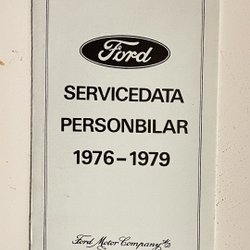 Ford
SERVICEDATA
PERSONBILAR
1976-1979
Ford Motor Company